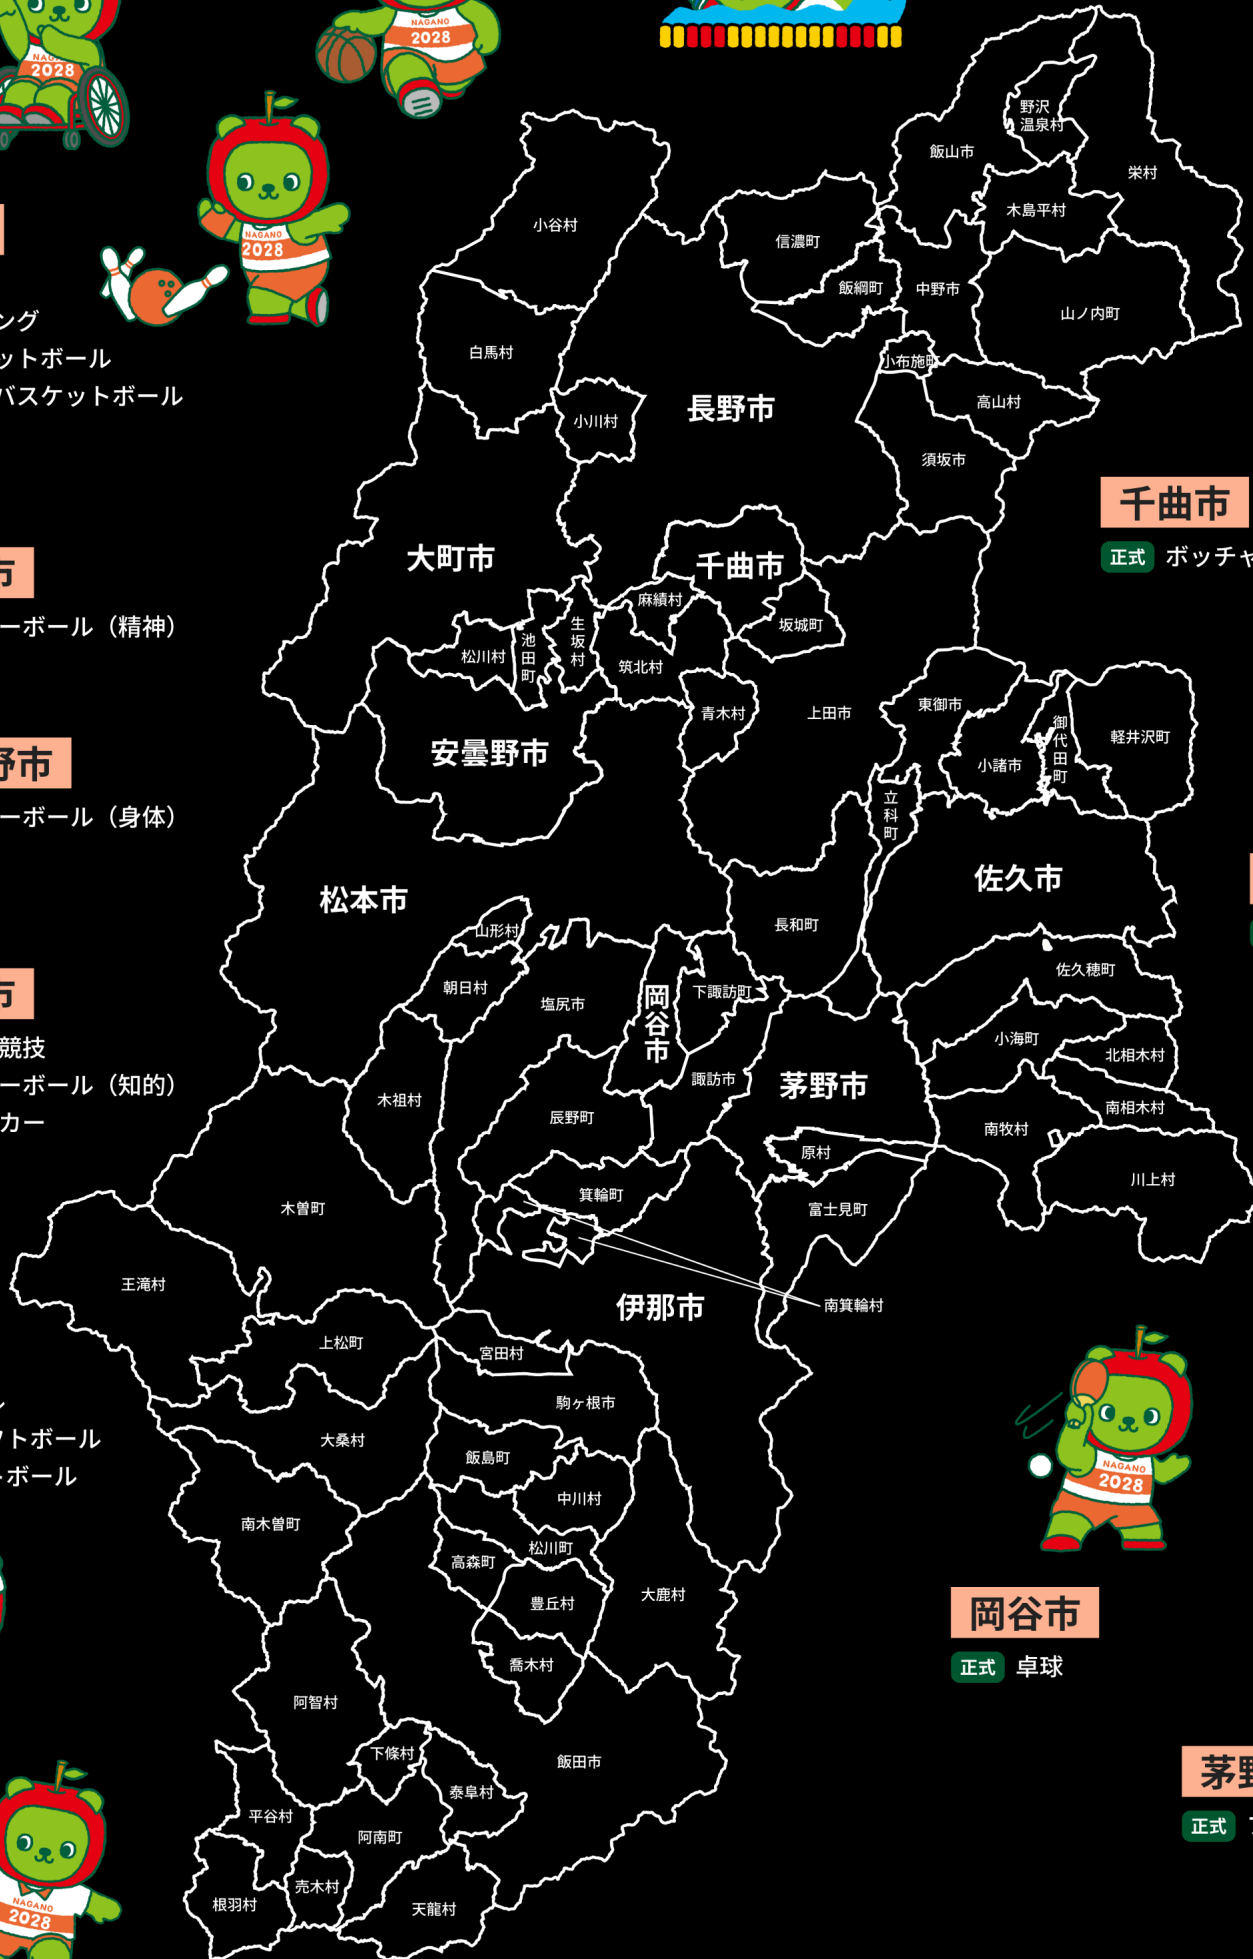 NAGANO
2028
NAGANO
2028
NAGANO
2028
ング
ットボール
バスケットボール
市
ーボール（精神）
野市
ーボール（身体）
市
競技
ーボール（知的）
カー
フトボール
トボール
野沢
温泉村
飯山市
栄村
木島平村
小谷村
信濃町
飯綱町
中野市
山ノ内町
白馬村
小布施町
高山村
小川村
長野市
須坂市
千曲市
正式 ボッチャ
大町市
千曲市
麻績村
坂城町
生坂村
池田町
松川村
筑北村
青木村
上田市
東御市
御代田町
軽井沢町
小諸市
安曇野市
立科町
佐久市
松本市
長和町
山形村
朝日村
塩尻市
岡谷市
下諏訪町
佐久穂町
小海町
北相木村
諏訪市
茅野市
木祖村
辰野町
南相木村
南牧村
原村
川上村
箕輪町
富士見町
木曽町
王滝村
伊那市
南箕輪村
上松町
宮田村
駒ヶ根市
大桑村
飯島町
中川村
南木曽町
松川町
高森町
大鹿村
豊丘村
喬木村
阿智村
下條村
飯田市
泰阜村
平谷村
阿南町
売木村
根羽村
天龍村
NAGANO
2028
岡谷市
正式 卓球
茅野
正式
NAGANO
2028